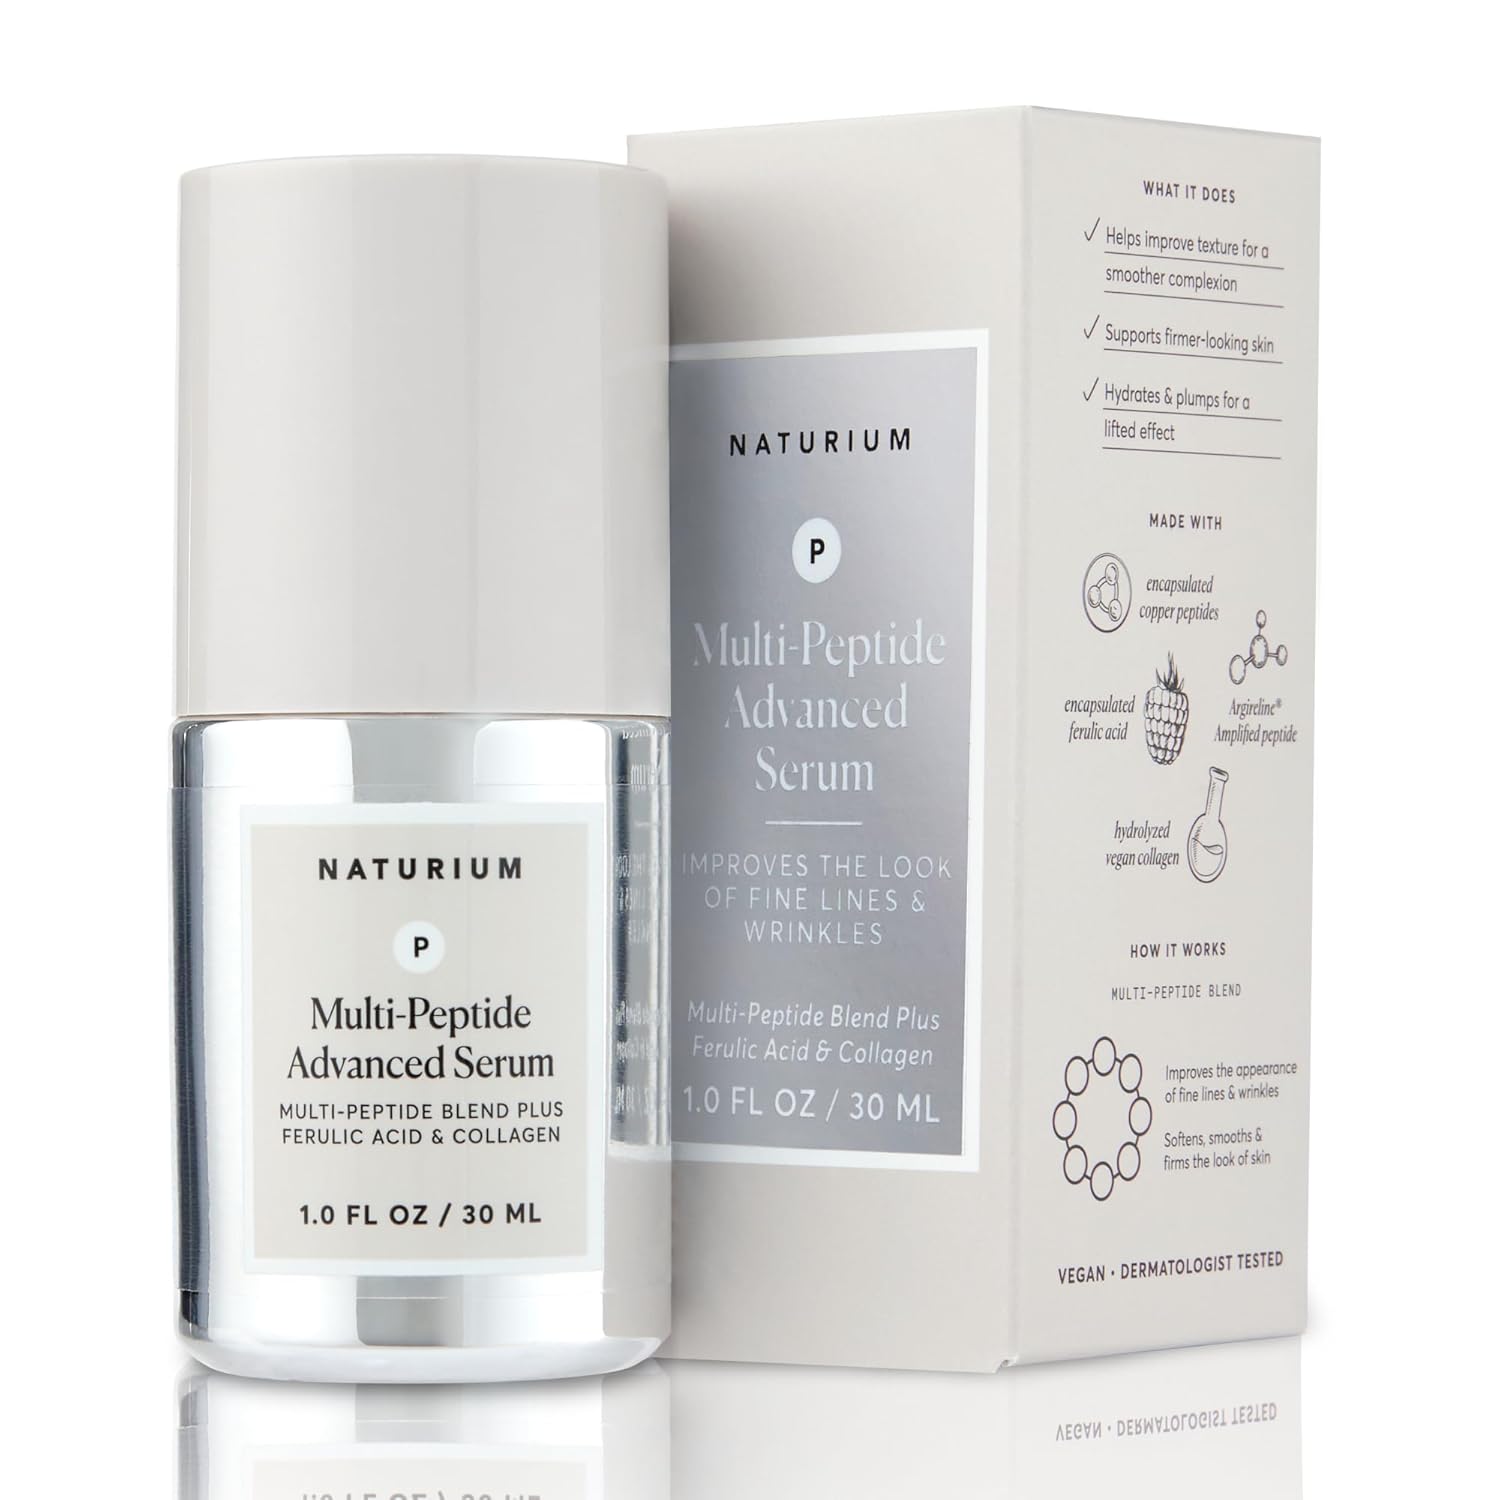 NATURIUM
P
Multi-Peptide
Advanced Serum
MULTI-PEPTIDE BLEND PLUS
FERULIC ACID & COLLAGEN
1.0 FL OZ / 30 ML
NATURIUM
P
Multi-Peptide
Advanced
Serum
IMPROVES THE LOOK
OF FINE LINES &
WRINKLES
Multi-Peptide Blend Plus
Ferulic Acid & Collagen
1.0 FL OZ / 30 ML
WHAT IT DOES
✓ Helps improve texture for a
smoother complexion
✓ Supports firmer-looking skin
✓ Hydrates & plumps for a
lifted effect
MADE WITH
encapsulated
copper peptides
encapsulated
ferulic acid
Argireline®
Amplified peptide
hydrolyzed
vegan collagen
HOW IT WORKS
MULTI-PEPTIDE BLEND
Improves the appearance
of fine lines & wrinkles
Softens, smooths &
firms the look of skin
VEGAN • DERMATOLOGIST TESTED